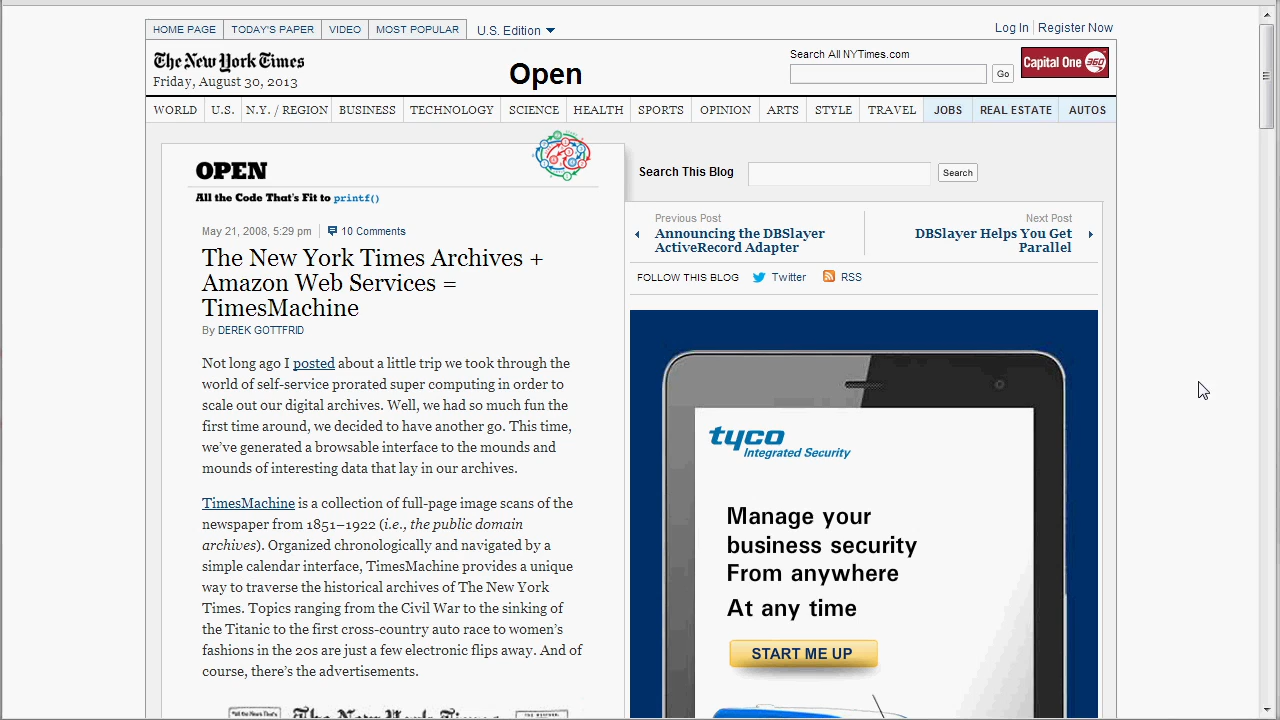 HOME PAGE TODAY'S PAPER VIDEO MOST POPULAR U.S. Edition
Log In Register Now
The New York Times
Friday, August 30, 2013
Open
Search All NYTimes.com
Go
Capital One 360
WORLD U.S. N.Y. / REGION BUSINESS TECHNOLOGY SCIENCE HEALTH SPORTS OPINION ARTS STYLE TRAVEL JOBS REAL ESTATE AUTOS
OPEN
All the Code That's Fit to printf()
May 21, 2008, 5:29 pm 10 Comments
The New York Times Archives +
Amazon Web Services =
TimesMachine
By DEREK GOTTFRID
Not long ago I posted about a little trip we took through the
world of self-service prorated super computing in order to
scale out our digital archives. Well, we had so much fun the
first time around, we decided to have another go. This time,
we've generated a browsable interface to the mounds and
mounds of interesting data that lay in our archives.
TimesMachine is a collection of full-page image scans of the
newspaper from 1851–1922 (i.e., the public domain
archives). Organized chronologically and navigated by a
simple calendar interface, TimesMachine provides a unique
way to traverse the historical archives of The New York
Times. Topics ranging from the Civil War to the sinking of
the Titanic to the first cross-country auto race to women's
fashions in the 20s are just a few electronic flips away. And of
course, there's the advertisements.
The New York Times
Search This Blog
Search
Previous Post
Announcing the DBSlayer
ActiveRecord Adapter
Next Post
DBSlayer Helps You Get
Parallel
FOLLOW THIS BLOG Twitter RSS
tyco
Integrated Security
Manage your
business security
From anywhere
At any time
START ME UP